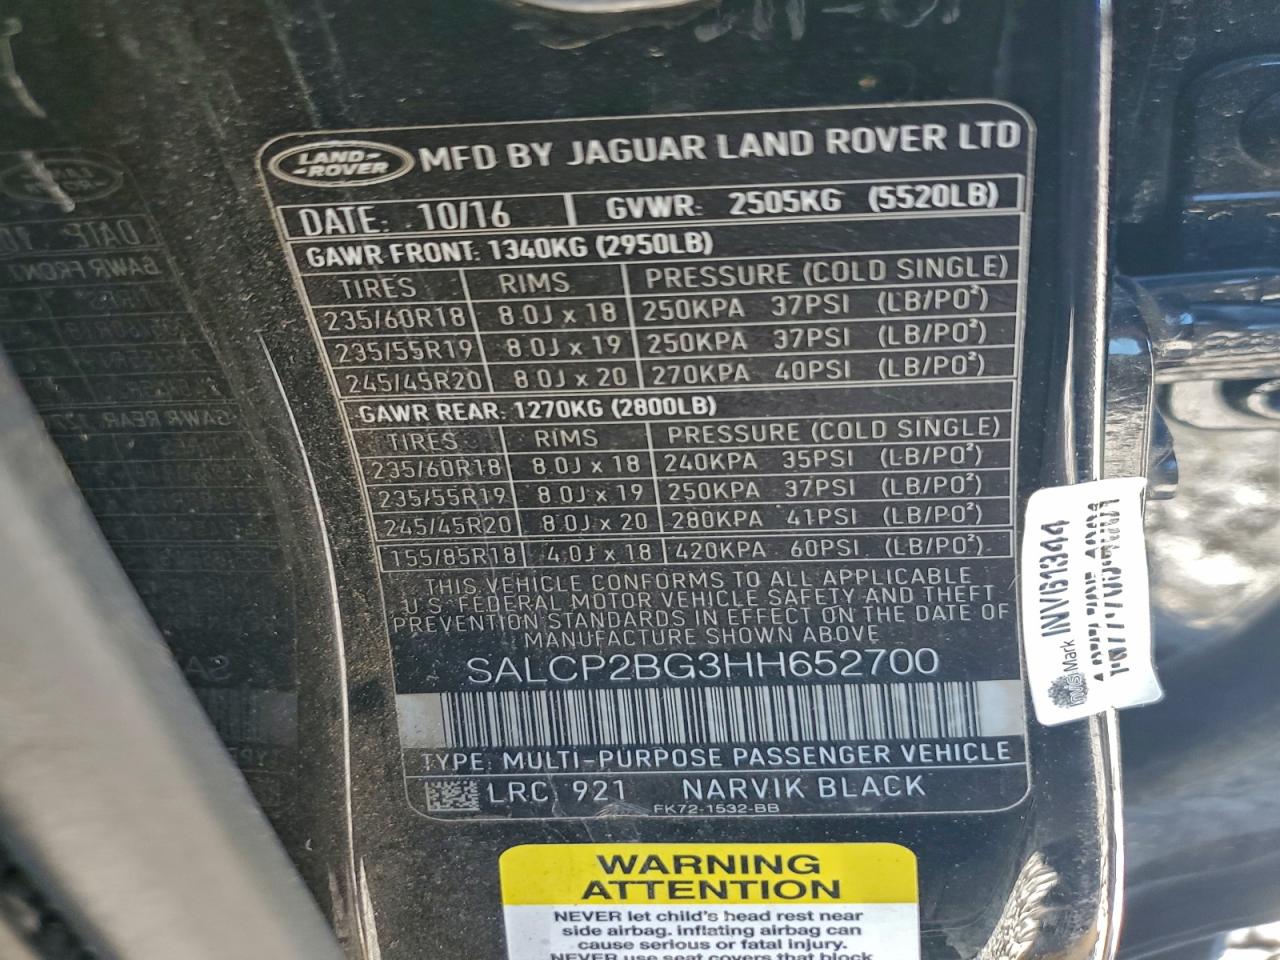 LAND-
-ROVER
MFD BY JAGUAR LAND ROVER LTD
DATE: 10/16 GVWR: 2505KG (5520LB)
GAWR FRONT: 1340KG (2950LB)
TIRES RIMS PRESSURE (COLD SINGLE)
235/60R18 8.0J x 18 250KPA 37PSI (LB/PO²)
235/55R19 8.0J x 19 250KPA 37PSI (LB/PO²)
245/45R20 8.0J x 20 270KPA 40PSI (LB/PO²)
GAWR REAR: 1270KG (2800LB)
TIRES RIMS PRESSURE (COLD SINGLE)
235/60R18 8.0J x 18 240KPA 35PSI (LB/PO²)
235/55R19 8.0J x 19 250KPA 37PSI (LB/PO²)
245/45R20 8.0J x 20 280KPA 41PSI (LB/PO²)
155/85R18 4.0J x 18 420KPA 60PSI (LB/PO²)
THIS VEHICLE CONFORMS TO ALL APPLICABLE
U.S. FEDERAL MOTOR VEHICLE SAFETY AND THEFT
PREVENTION STANDARDS IN EFFECT ON THE DATE OF
MANUFACTURE SHOWN ABOVE
SALCP2BG3HH652700
TYPE: MULTI-PURPOSE PASSENGER VEHICLE
LRC 921 NARVIK BLACK
FK72-1532-BB
INV61344
Mark
WARNING
ATTENTION
NEVER let child's head rest near
side airbag. inflating airbag can
cause serious or fatal injury.
NEVER use seat covers that block